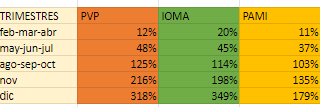 TRIMESTRES PVP IOMA PAMI
feb-mar-abr 12% 20% 11%
may-jun-jul 48% 45% 37%
ago-sep-oct 125% 114% 103%
nov 216% 198% 135%
dic 318% 349% 179%